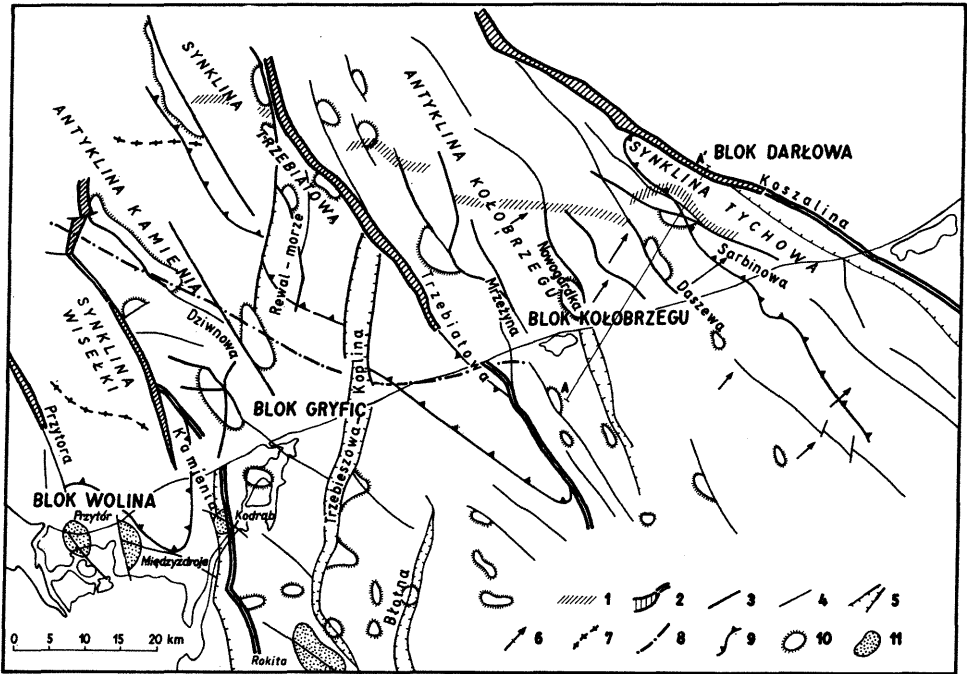 SYNKLINA
TRZEBIATOWA
ANTYKLINA
KOŁOBRZEGU
BLOK DARŁOWA
A'
SYNKLINA TYCHOWA
Koszalina
ANTYKLINA KAMIENIA
Rewal-morze
Nowogardka
Sarbinowa
Trzebiatowa
Mrzeżyna
Daszewa
SYNKLINA
WISEŁKI
Dziwnowa
BLOK KOŁOBRZEGU
A
BLOK GRYFIC
Trzebieszowa-Koplina
Przytora
Kamienia
BLOK WOLINA
Przytór
Kodrąb
Międzyzdroje
Błotna
Rokita
0 5 10 15 20 km
1 2 3 4 5
6 7 8 9 10 11